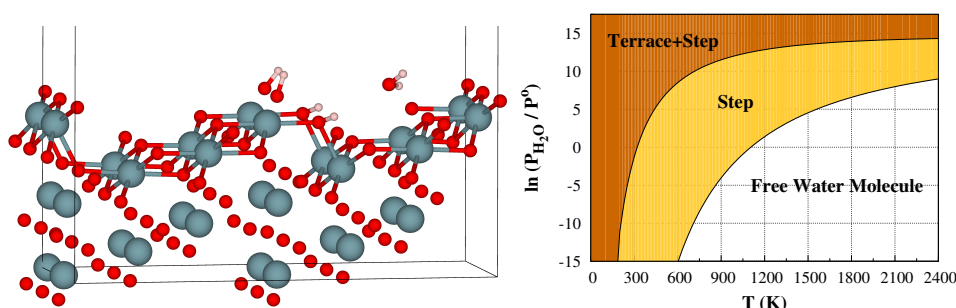 ln (P_H₂O / P°)
15
10
5
0
-5
-10
-15
Terrace+Step
Step
Free Water Molecule
0 300 600 900 1200 1500 1800 2100 2400
T (K)